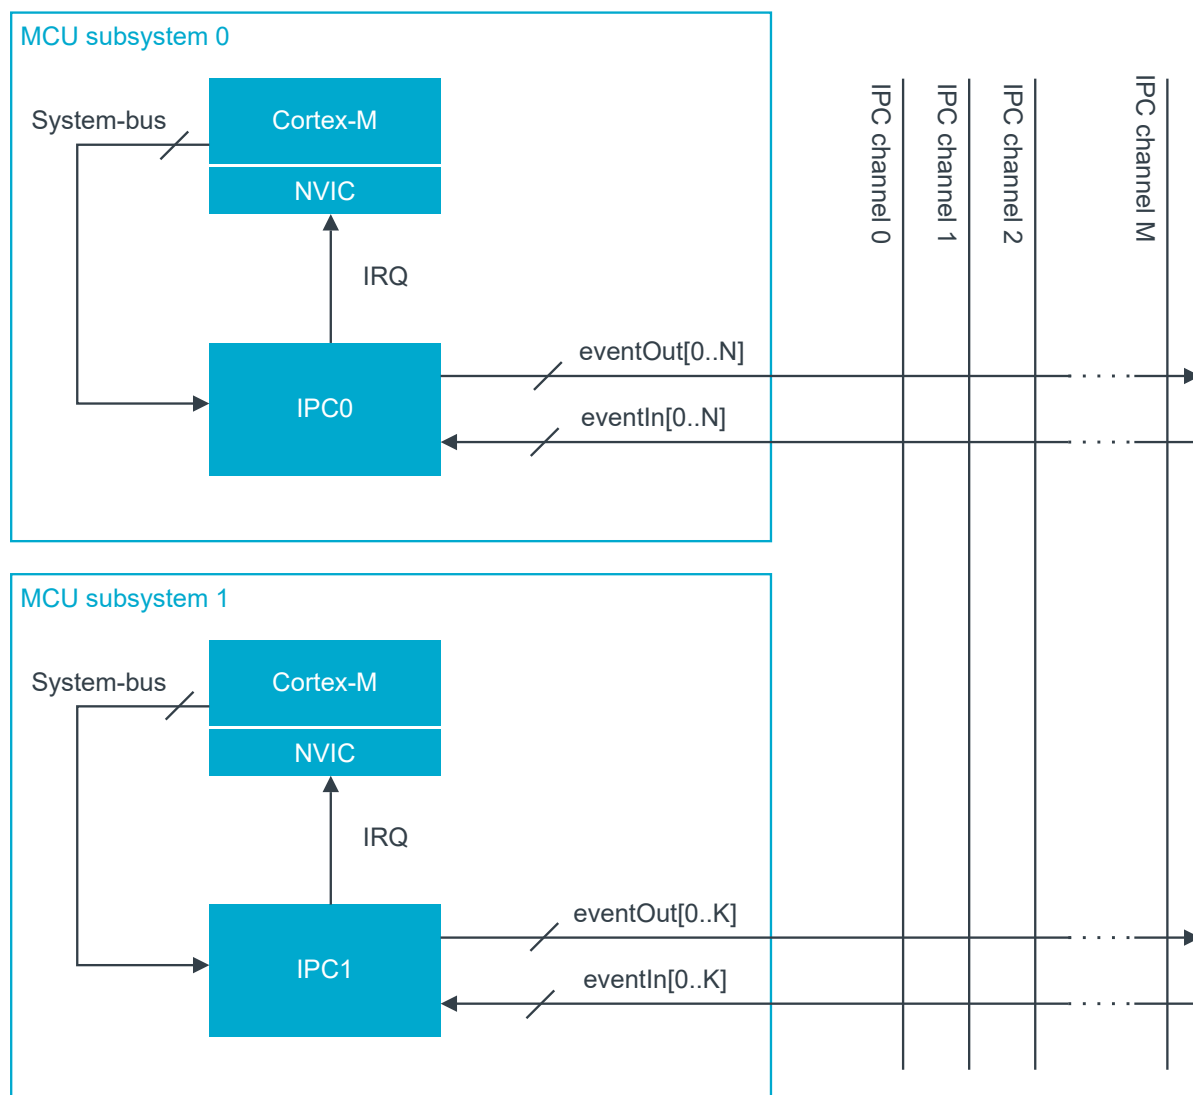 MCU subsystem 0
System-bus
Cortex-M
NVIC
IRQ
IPC0
eventOut[0..N]
eventIn[0..N]
IPC channel 0
IPC channel 1
IPC channel 2
IPC channel M
MCU subsystem 1
System-bus
Cortex-M
NVIC
IRQ
IPC1
eventOut[0..K]
eventIn[0..K]